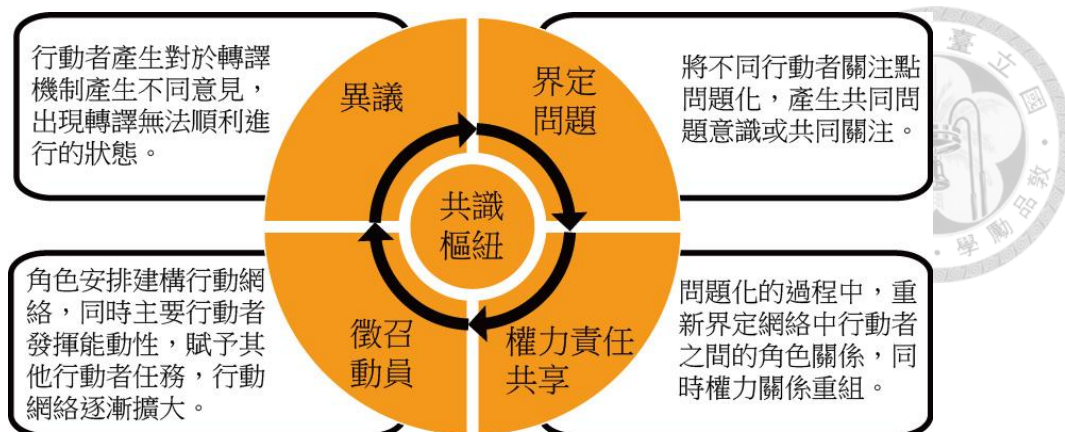 行動者產生對於轉譯
機制產生不同意見，
出現轉譯無法順利進
行的狀態。
異議
界定
問題
將不同行動者關注點
問題化，產生共同問
題意識或共同關注。
共識
樞紐
角色安排建構行動網
絡，同時主要行動者
發揮能動性，賦予其
他行動者任務，行動
網絡逐漸擴大。
徵召
動員
權力責任
共享
問題化的過程中，重
新界定網絡中行動者
之間的角色關係，同
時權力關係重組。
臺立國
敦品勵學